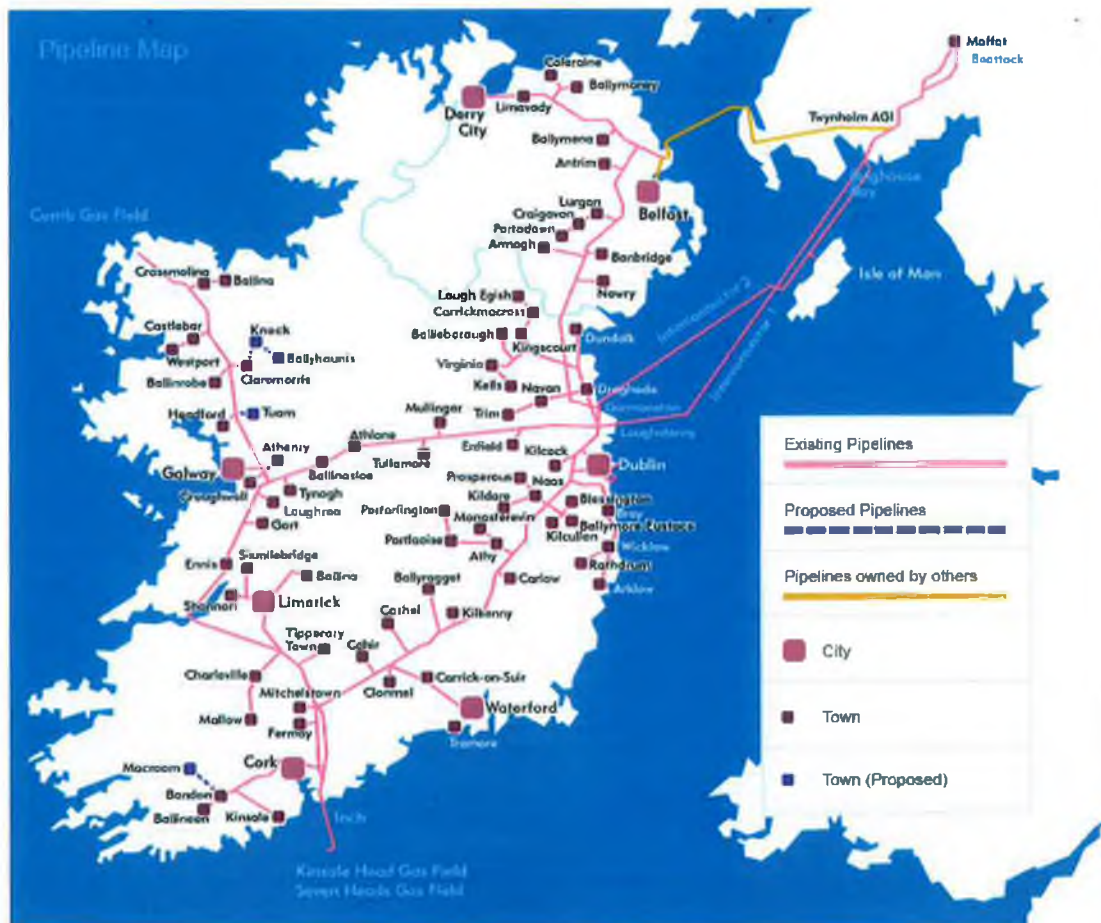 Pipeline Map
Moffat
Beattock
Coleraine
Ballymoney
Limavady
Derry
City
Twynholm AGI
Ballymena
Antrim
Belfast
Lurgan
Craigavon
Portadown
Armagh
Banbridge
Newry
Isle of Man
Corrib Gas Field
Crossmolina
Ballina
Lough Egish
Carrickmacross
Bailieborough
Kingscourt
Dundalk
Interconnector 2
Interconnector 1
Castlebar
Knock
Westport
Ballyhaunis
Claremorris
Ballinrobe
Virginia
Kells
Navan
Drogheda
Gormanston
Headford
Tuam
Mullingar
Trim
Loughshinny
Athlone
Enfield
Athenry
Tullamore
Kilcock
Dublin
Galway
Ballinasloe
Craughwell
Tynagh
Loughrea
Prosperous
Naas
Blessington
Bray
Kildare
Portarlington
Monasterevin
Ballymore Eustace
Kilcullen
Gort
Wicklow
Portlaoise
Athy
Rathdrum
Ennis
Sixmilebridge
Ballina
Ballyragget
Carlow
Arklow
Shannon
Limerick
Cashel
Kilkenny
Tipperary
Town
Cahir
Charleville
Carrick-on-Suir
Mitchelstown
Clonmel
Waterford
Mallow
Fermoy
Tramore
Cork
Macroom
Bandon
Ballineen
Kinsale
Inch
Kinsale Head Gas Field
Seven Heads Gas Field
Existing Pipelines
Proposed Pipelines
Pipelines owned by others
City
Town
Town (Proposed)